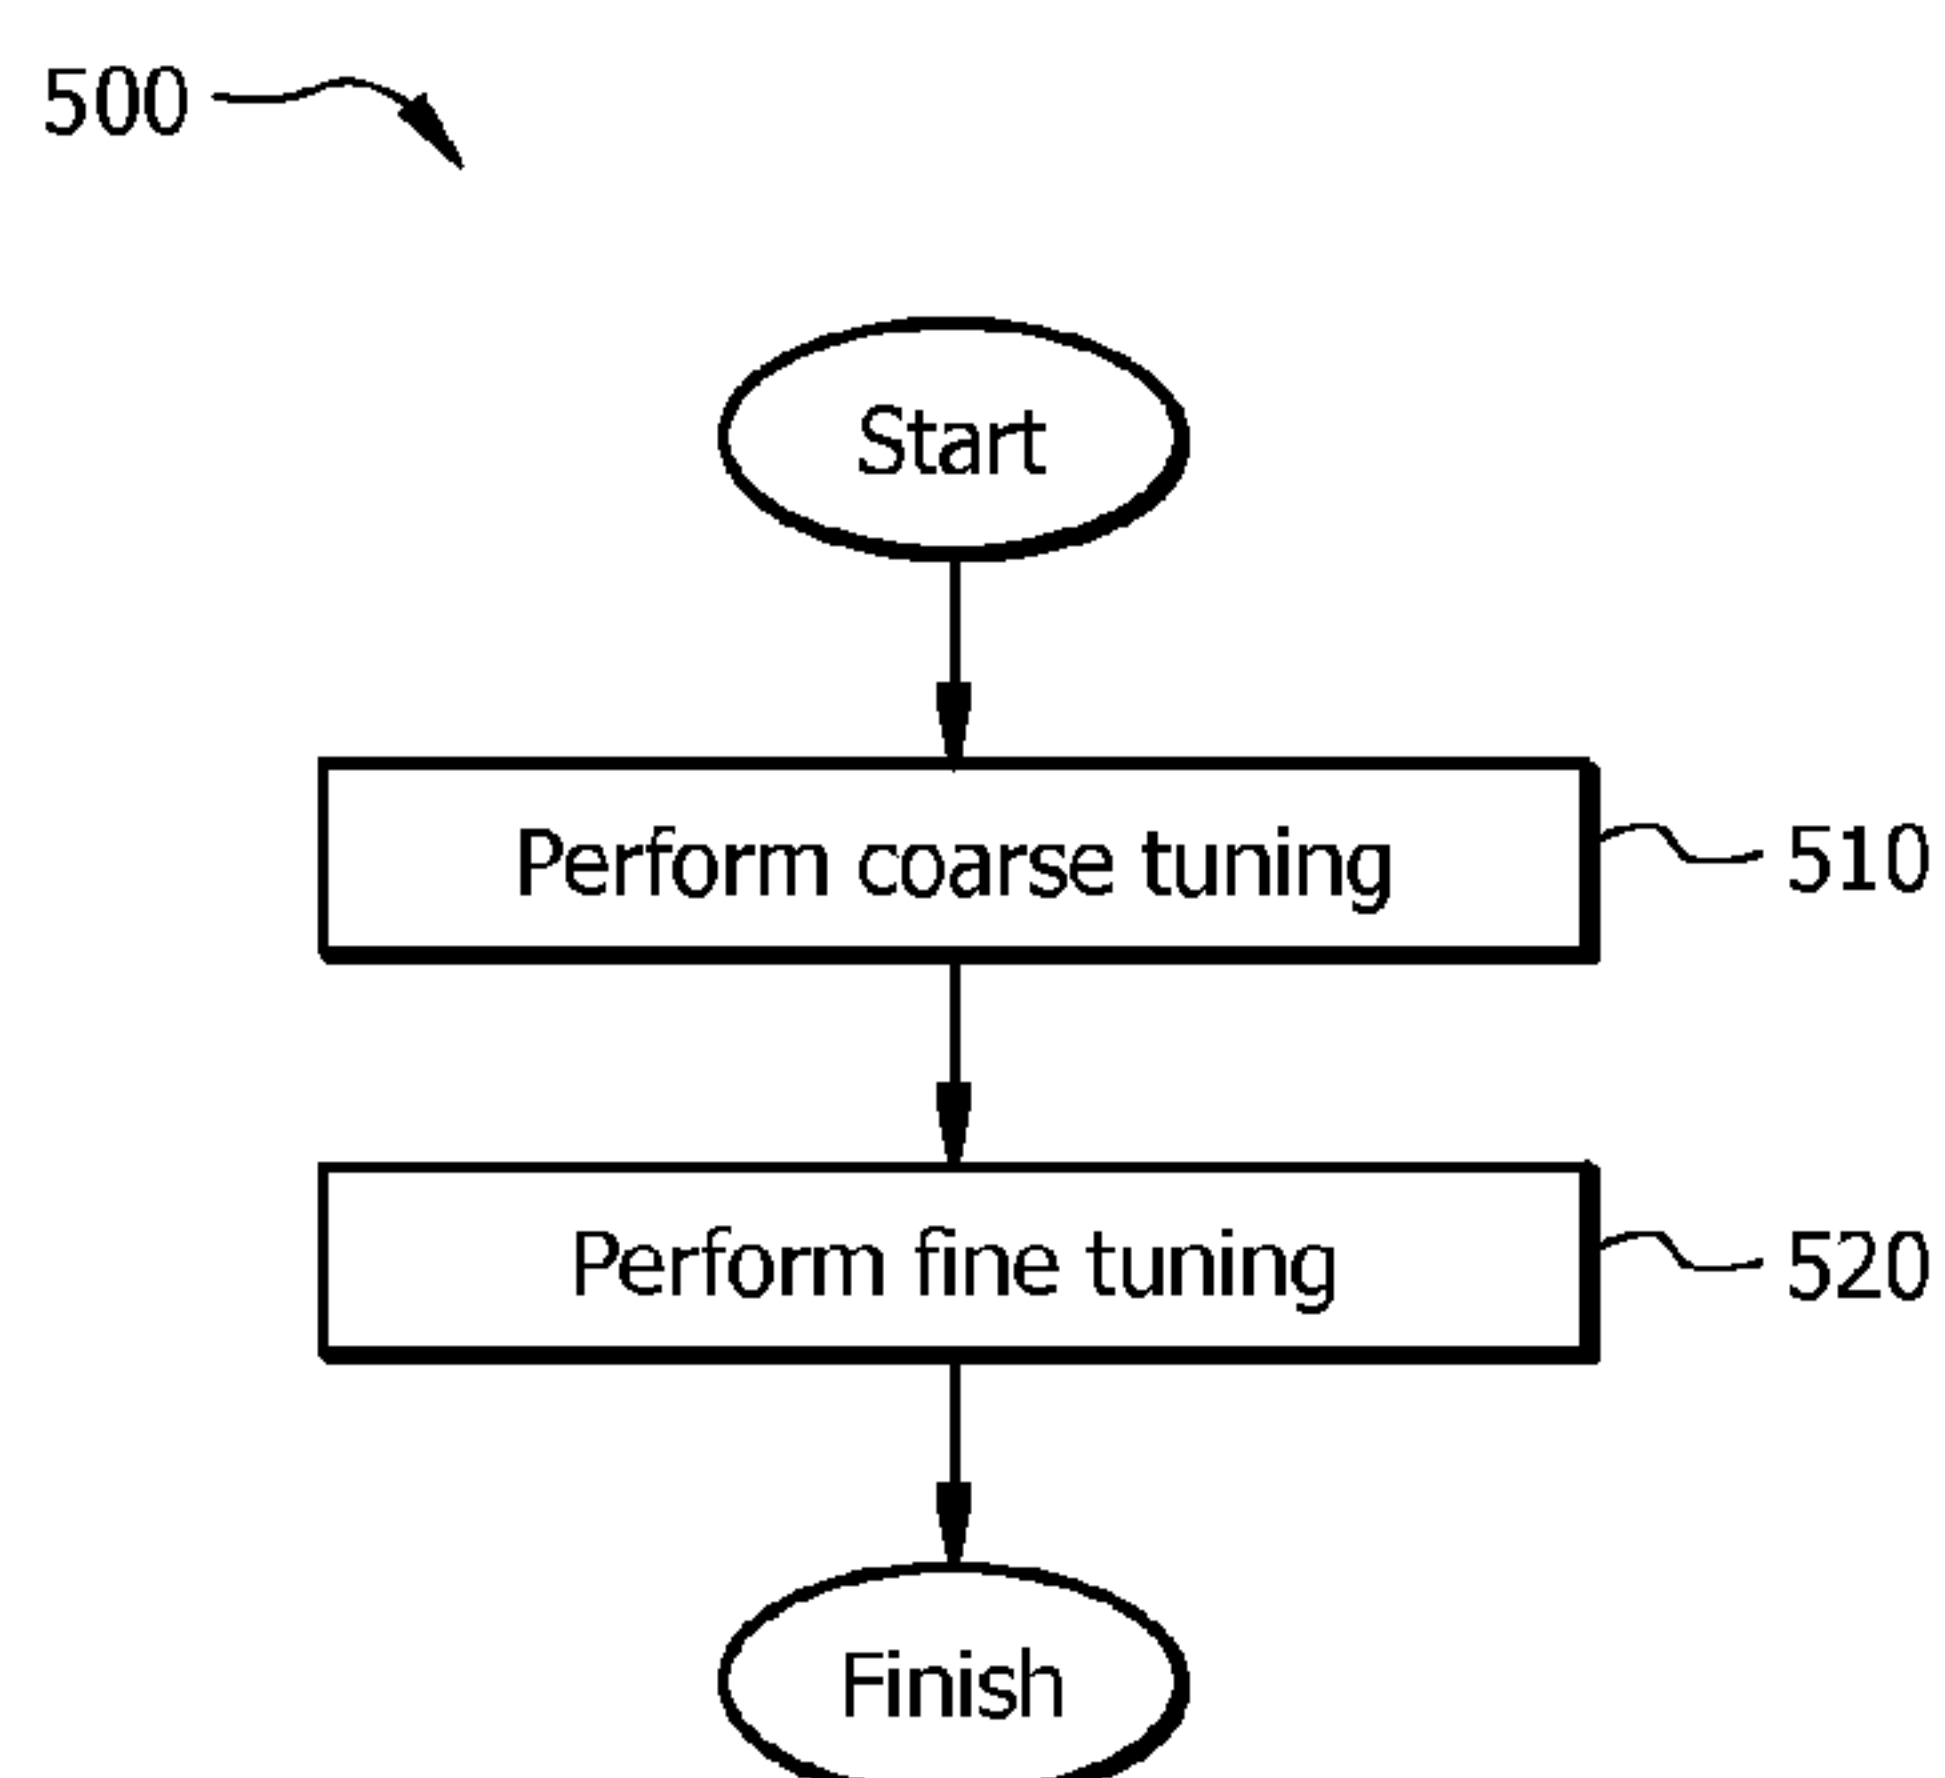 500
Start
Perform coarse tuning
510
Perform fine tuning
520
Finish